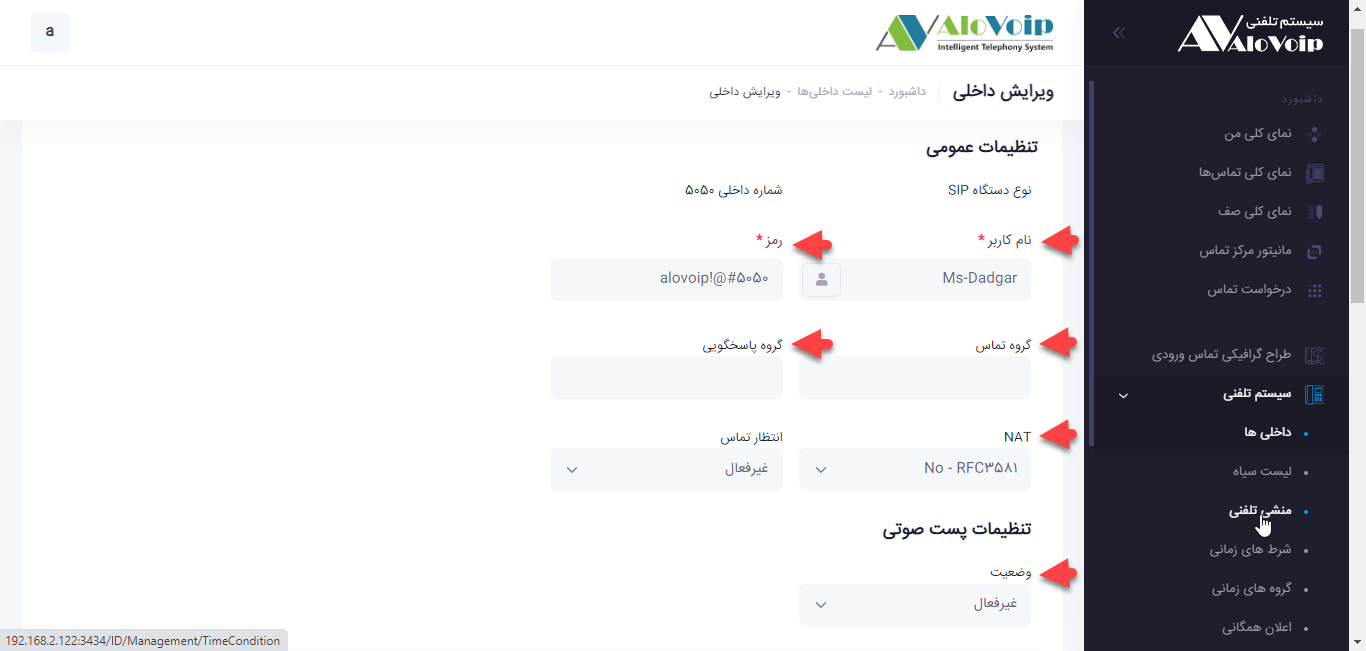 سیستم تلفنی
AloVoip
داشبورد
نمای کلی من
نمای کلی تماس‌ها
نمای کلی صف
مانیتور مرکز تماس
درخواست تماس
طراح گرافیکی تماس ورودی
سیستم تلفنی
داخلی ها
لیست سیاه
منشی تلفنی
شرط های زمانی
گروه های زمانی
اعلان همگانی
AloVoip
Intelligent Telephony System
a
ویرایش داخلی
داشبورد - لیست داخلی‌ها - ویرایش داخلی
تنظیمات عمومی
نوع دستگاه SIP
شماره داخلی ۵۰۵۰
نام کاربر *
رمز *
Ms-Dadgar
alovoip!@#۵۰۵۰
گروه تماس
گروه پاسخگویی
NAT
انتظار تماس
No - RFC۳۵۸۱
غیرفعال
تنظیمات پست صوتی
وضعیت
غیرفعال
192.168.2.122:3434/ID/Management/TimeCondition